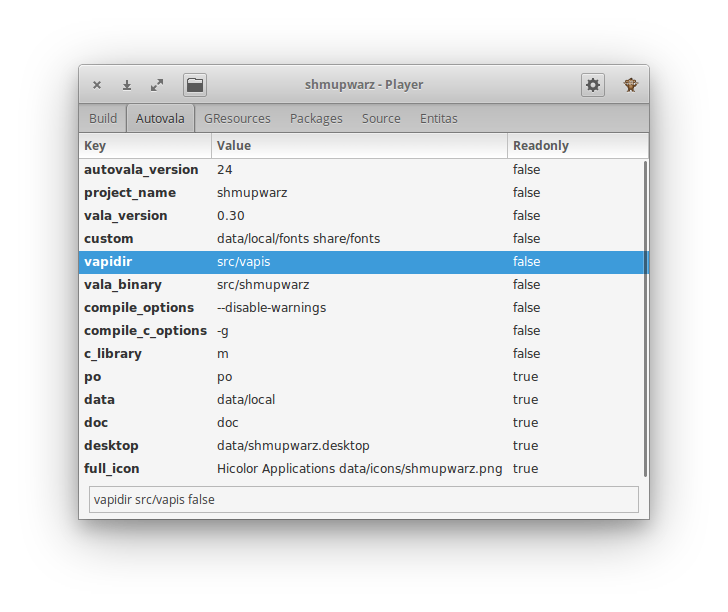 shmupwarz - Player
Build Autovala GResources Packages Source Entitas
Key Value Readonly
autovala_version 24 false
project_name shmupwarz false
vala_version 0.30 false
custom data/local/fonts share/fonts false
vapidir src/vapis false
vala_binary src/shmupwarz false
compile_options --disable-warnings false
compile_c_options -g false
c_library m false
po po true
data data/local true
doc doc true
desktop data/shmupwarz.desktop true
full_icon Hicolor Applications data/icons/shmupwarz.png true
vapidir src/vapis false